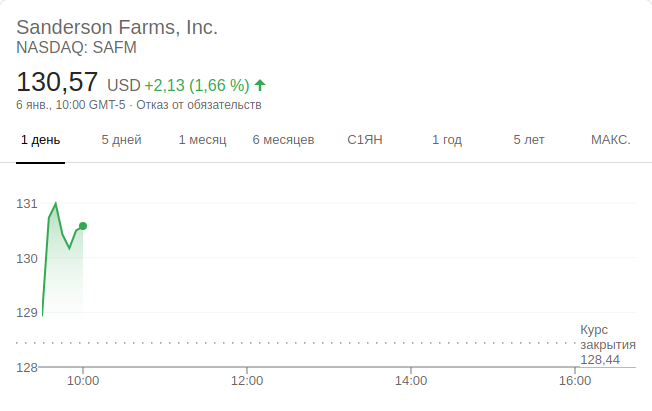 Sanderson Farms, Inc.
NASDAQ: SAFM
130,57 USD +2,13 (1,66 %)
6 янв., 10:00 GMT-5 · Отказ от обязательств
1 день 5 дней 1 месяц 6 месяцев С1ЯН 1 год 5 лет МАКС.
131
130
129
Курс
закрытия
128,44
128
10:00 12:00 14:00 16:00